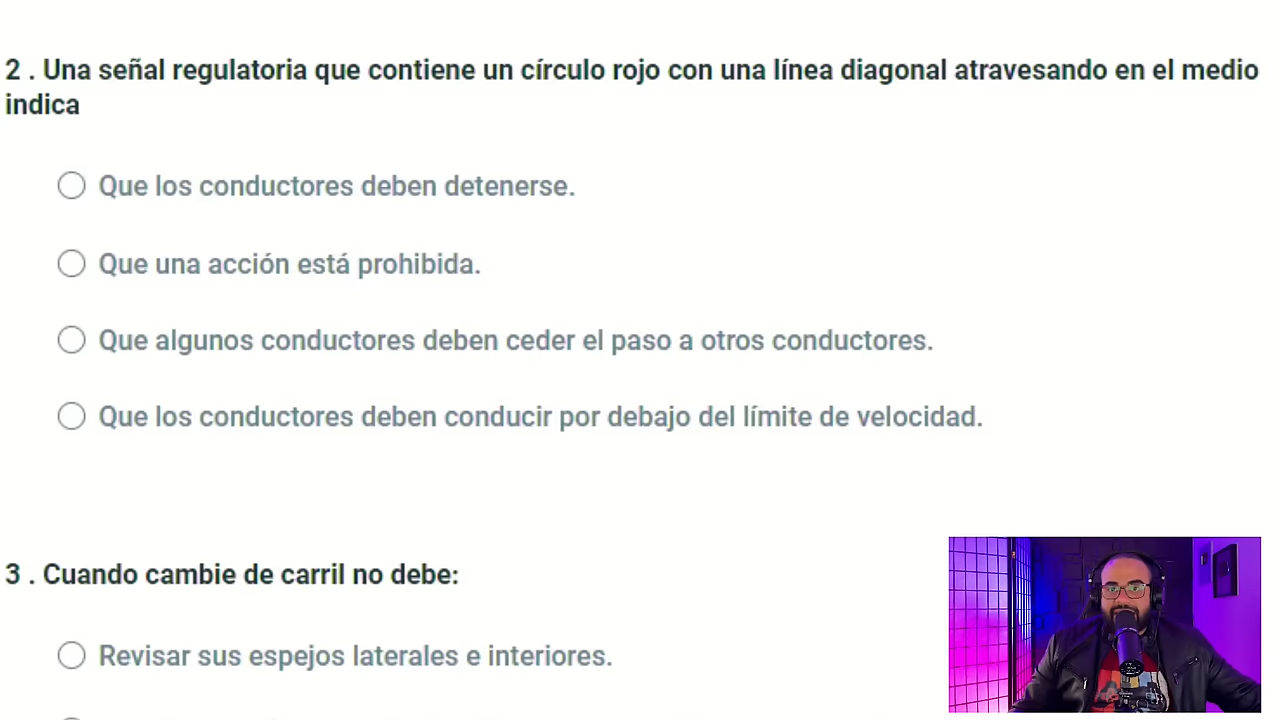 2 . Una señal regulatoria que contiene un círculo rojo con una línea diagonal atravesando en el medio
indica
Que los conductores deben detenerse.
Que una acción está prohibida.
Que algunos conductores deben ceder el paso a otros conductores.
Que los conductores deben conducir por debajo del límite de velocidad.
3 . Cuando cambie de carril no debe:
Revisar sus espejos laterales e interiores.